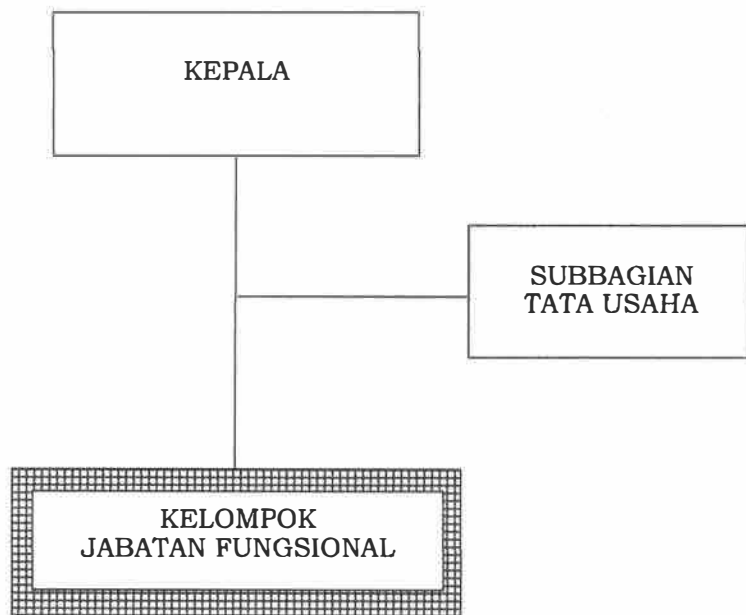 KEPALA
SUBBAGIAN
TATA USAHA
KELOMPOK
JABATAN FUNGSIONAL